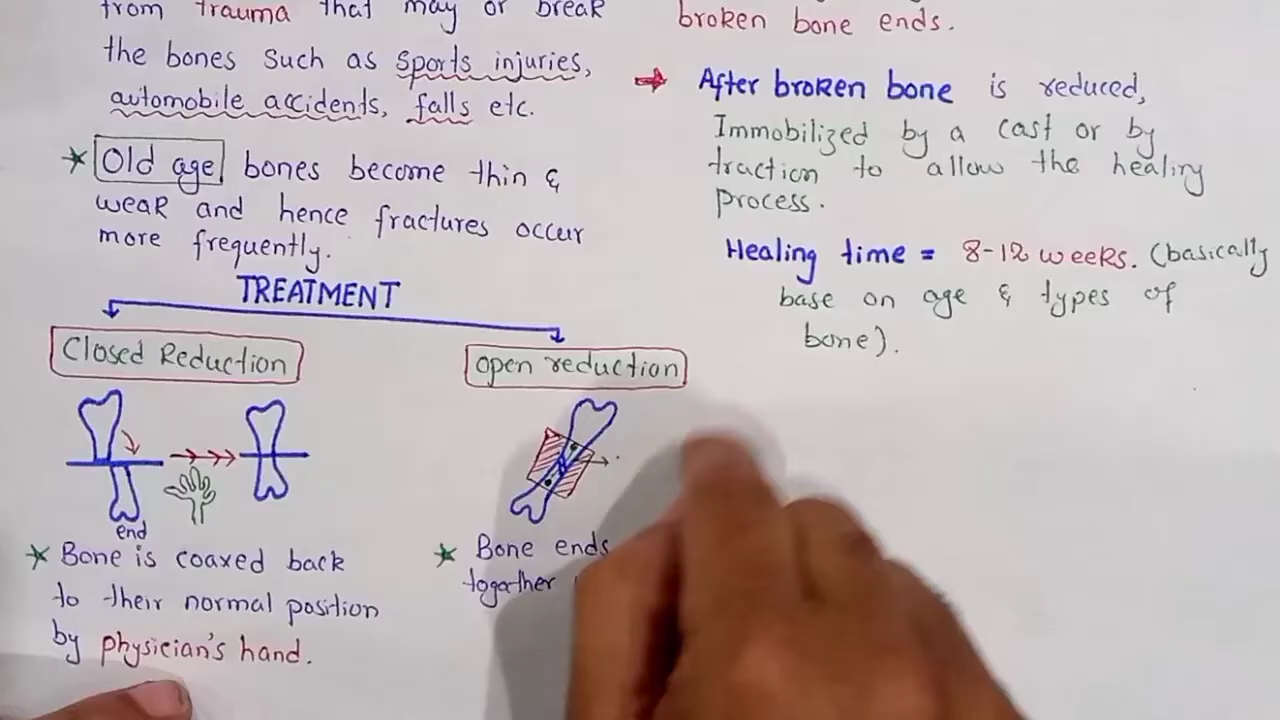 from trauma that may or break
the bones such as sports injuries,
automobile accidents, falls etc.
Old age bones become thin &
weak and hence fractures occur
more frequently.
TREATMENT
Closed Reduction
end
Bone is coaxed back
to their normal position
by physician's hand.
open reduction
Bone ends
togather
broken bone ends.
After broken bone is reduced,
Immobilized by a cast or by
traction to allow the healing
process.
Healing time = 8-12 weeks. (basically
base on age & types of
bone).